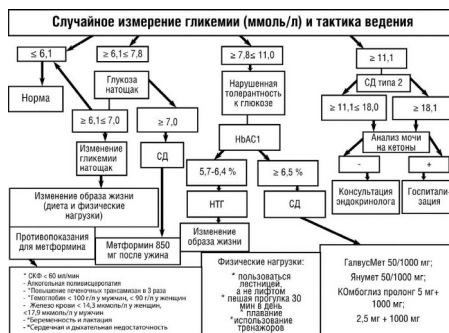 Случайное измерение гликемии (ммоль/л) и тактика ведения
≤ 6,1
≥ 6,1≤ 7,8
≥ 7,8≤ 11,0
≥ 11,1
Норма
Глюкоза
натощак
Нарушенная
толерантность
к глюкозе
СД типа 2
≥ 11,1≤ 18,0
≥ 18,1
≥ 6,1≤ 7,0
≥ 7,0
Изменение
гликемии
натощак
СД
HbAC1
Анализ мочи
на кетоны
-
+
5,7-6,4 %
≥ 6,5 %
Консультация
эндокринолога
Госпитали-
зация
Изменение образа жизни
(диета и физические
нагрузки)
НТГ
СД
Противопоказания
для метформина
Метформин 850
мг после ужина
Изменение
образа жизни
* СКФ < 60 мл/мин
- Алкогольная поливисцеропатия
- *Повышение печеночных трансамизаз в 3 раза
*Гемоглобин < 100 г/л у мужчин, < 90 г/л у женщин
- Железо крови < 14,3 ммоль/л у женщин,
<17,9 ммоль/л у мужчин
*Беременность и лактация
*Сердечная и дыхательная недостаточность
Физические нагрузки:
* пользоваться
лестницей,
а не лифтом
* пешая прогулка 30
мин в день
* плавание
*использование
тренажоров
ГалвусМет 50/1000 мг;
Янумет 50/1000 мг;
КОмбоглиз пролонг 5 мг+
1000 мг;
2,5 мг + 1000 мг